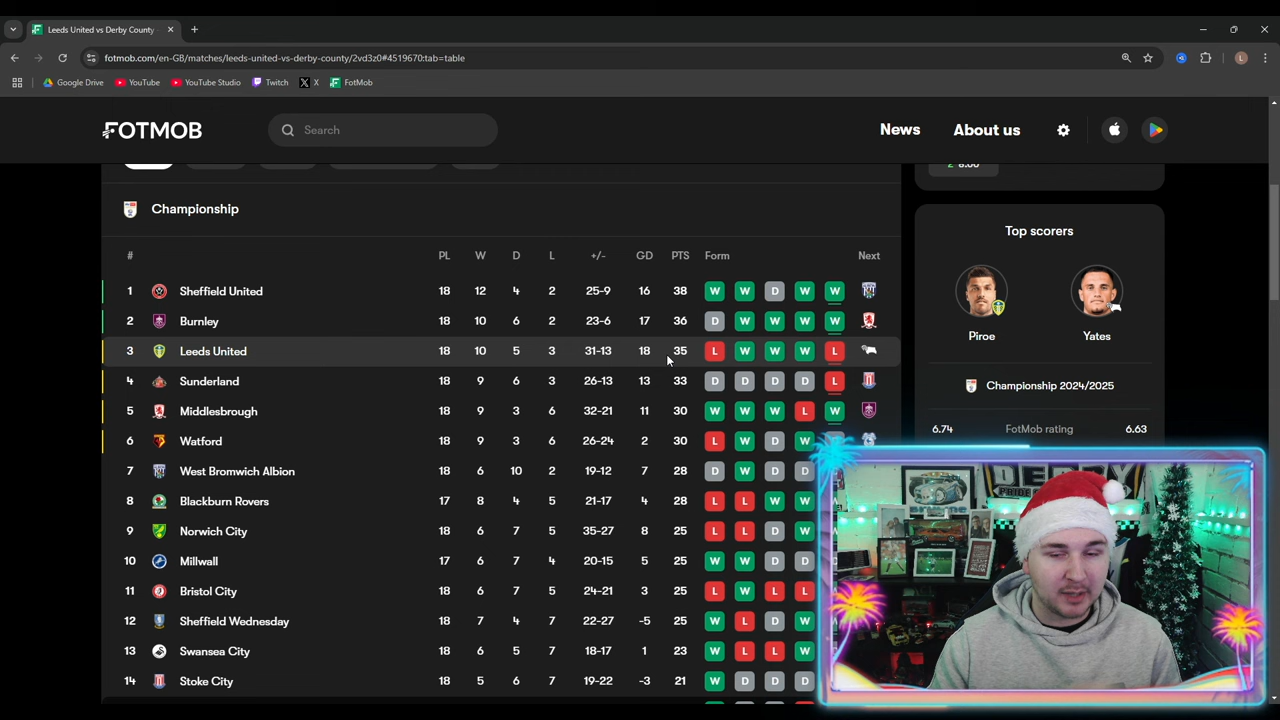 Leeds United vs Derby County
fotmob.com/en-GB/matches/leeds-united-vs-derby-county/2vd3z0#4519670:tab=table
L
Google Drive YouTube YouTube Studio Twitch X FotMob
FOTMOB Search News About us
Championship
# PL W D L +/- GD PTS Form Next
1 Sheffield United 18 12 4 2 25-9 16 38 W W D W W
2 Burnley 18 10 6 2 23-6 17 36 D W W W W
3 Leeds United 18 10 5 3 31-13 18 35 L W W W L
4 Sunderland 18 9 6 3 26-13 13 33 D D D D L
5 Middlesbrough 18 9 3 6 32-21 11 30 W W W L W
6 Watford 18 9 3 6 26-24 2 30 L W D W
7 West Bromwich Albion 18 6 10 2 19-12 7 28 D W D D
8 Blackburn Rovers 17 8 4 5 21-17 4 28 L L W W
9 Norwich City 18 6 7 5 35-27 8 25 L L D W
10 Millwall 17 6 7 4 20-15 5 25 W W D D
11 Bristol City 18 6 7 5 24-21 3 25 L W L L
12 Sheffield Wednesday 18 7 4 7 22-27 -5 25 W L D W
13 Swansea City 18 6 5 7 18-17 1 23 W L L W
14 Stoke City 18 5 6 7 19-22 -3 21 W D D D
Top scorers
Piroe Yates
Championship 2024/2025
6.74 FotMob rating 6.63
DERBY
PRIDE